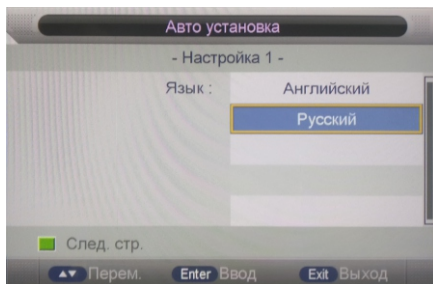 Авто установка
- Настройка 1 -
Язык : Английский
Русский
След. стр.
Перем. Enter Ввод Exit Выход